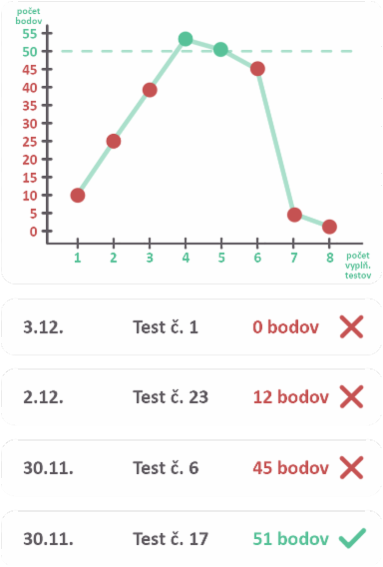 počet
bodov
55
50
45
40
35
30
25
20
15
10
5
0
1 2 3 4 5 6 7 8
počet
vyplň.
testov
3.12. Test č. 1 0 bodov
2.12. Test č. 23 12 bodov
30.11. Test č. 6 45 bodov
30.11. Test č. 17 51 bodov